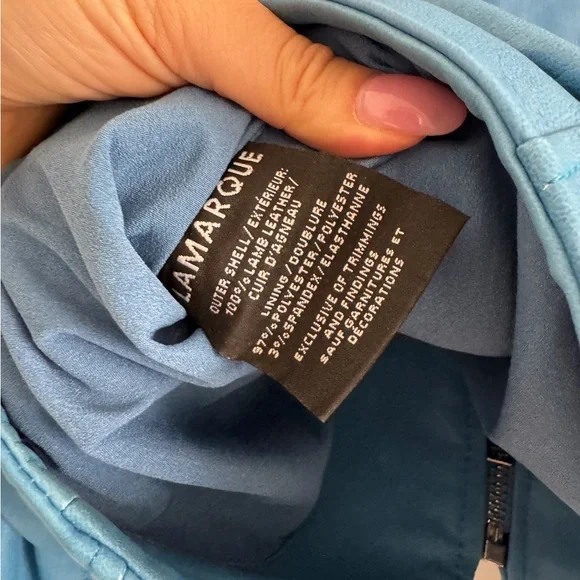 LAMARQUE
OUTER SHELL/EXTÉRIEUR:
100% LAMB LEATHER/
CUIR D'AGNEAU
LINING/DOUBLURE
97% POLYESTER/POLYESTER
3% SPANDEX/ELASTHANNE
EXCLUSIVE OF TRIMMINGS
AND FINDINGS
SAUF GARNITURES ET
DÉCORATIONS